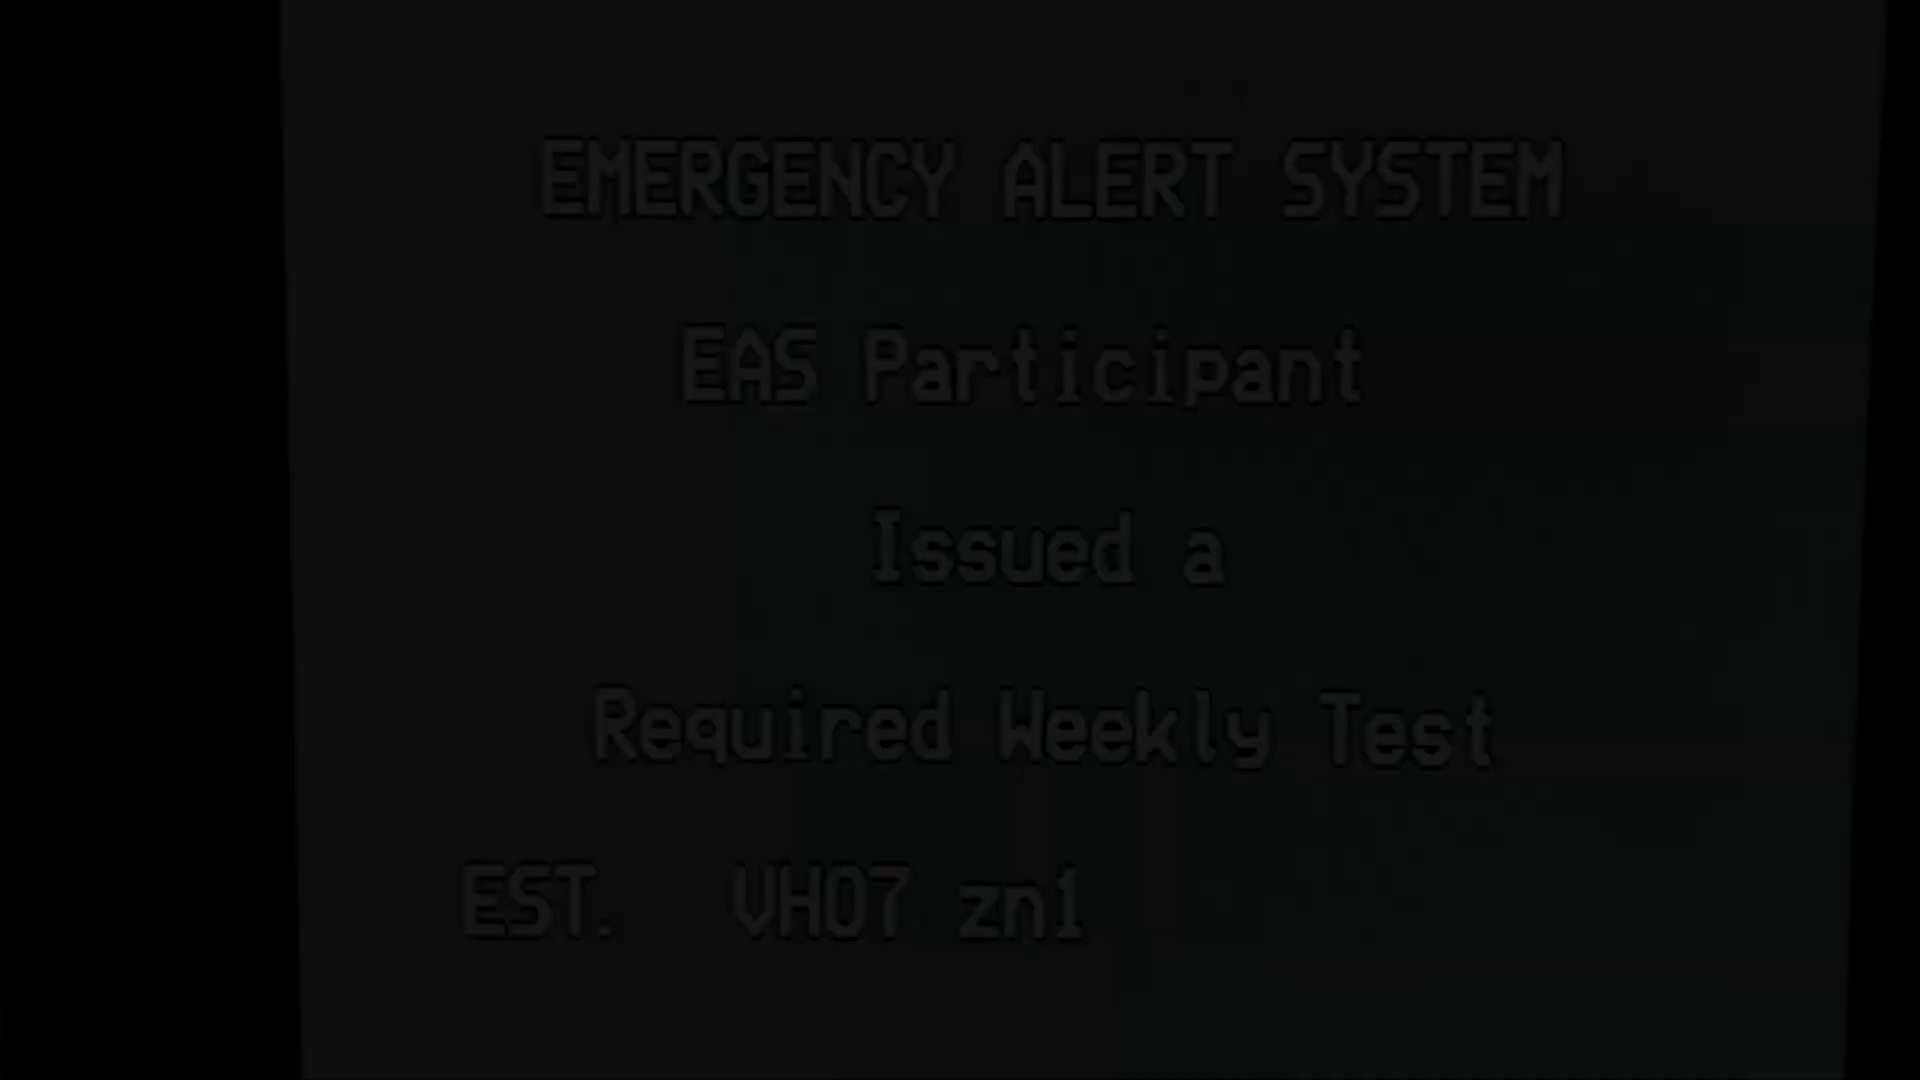 EMERGENCY ALERT SYSTEM
EAS Participant
Issued a
Required Weekly Test
EST. VH07 zn1